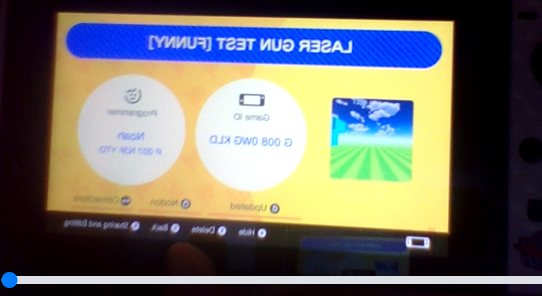 LASER GUN TEST [FUNNY]
Game ID
G 008 0WG KLD
Programmer
Noah
Updated
Nodon
Connections
Hide
Delete
Back
Sharing and Editing